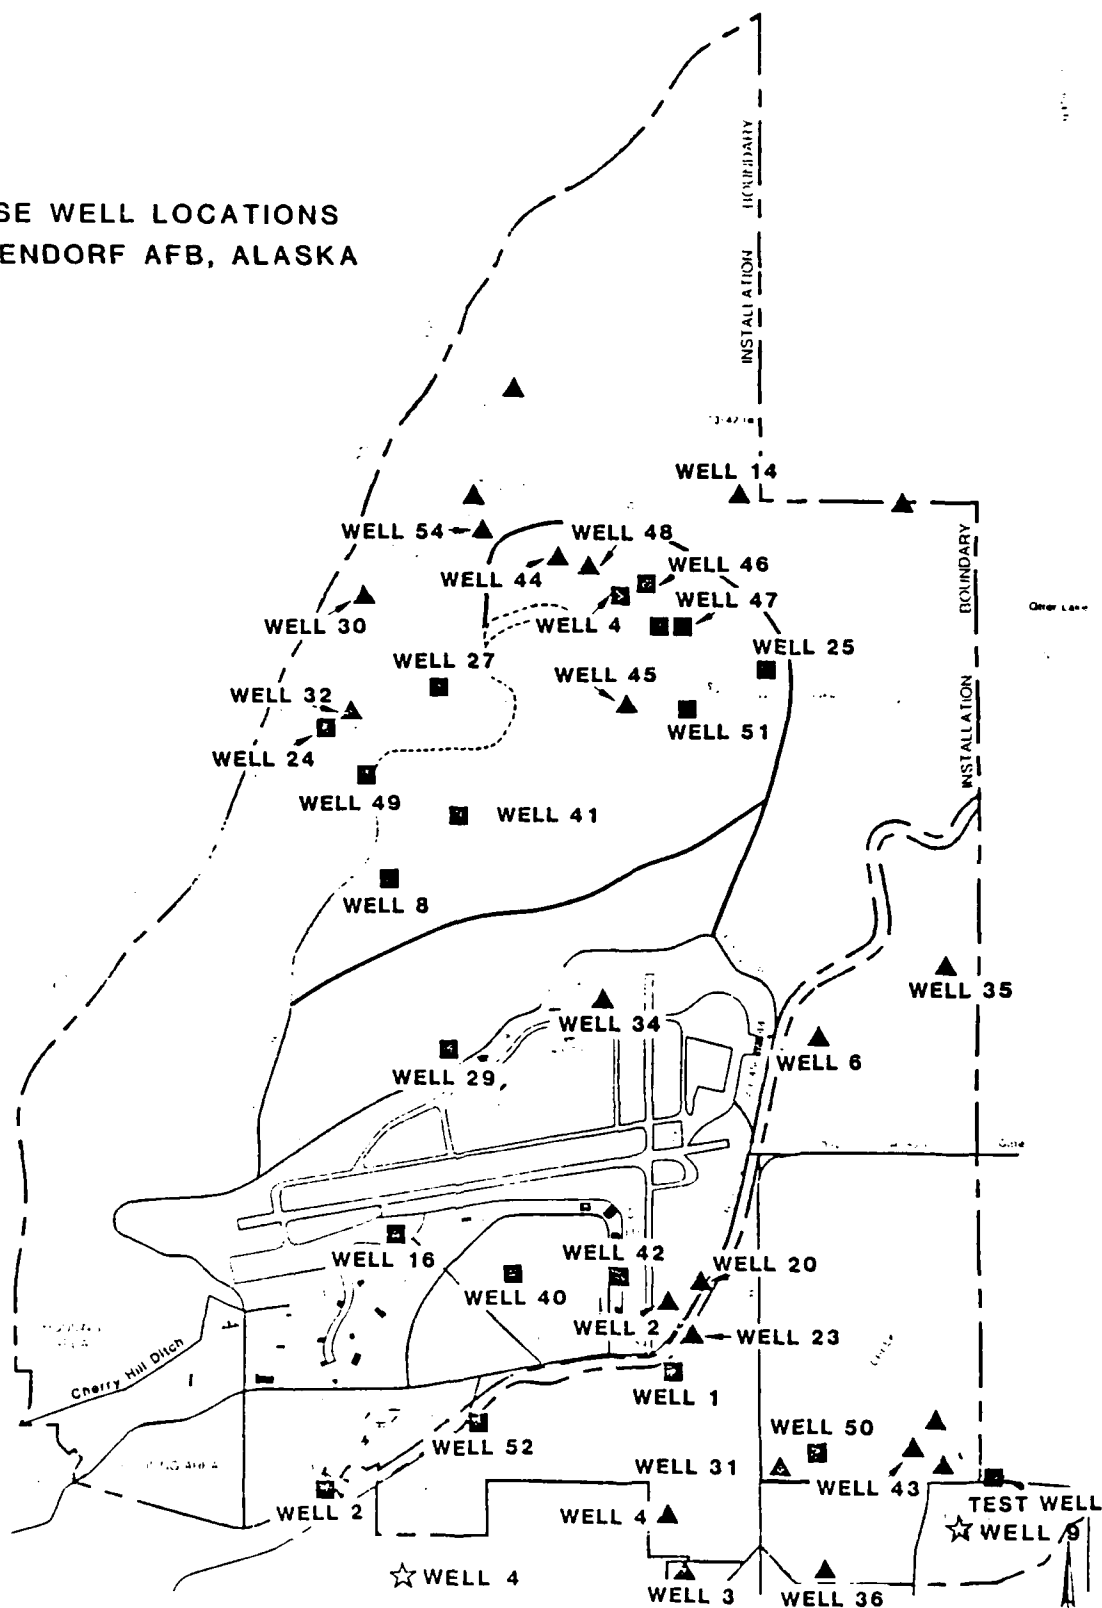 SE WELL LOCATIONS
ENDORF AFB, ALASKA
INSTALLATION BOUNDARY
WELL 14
WELL 54
WELL 48
WELL 44
WELL 46
WELL 47
WELL 30
WELL 4
INSTALLATION BOUNDARY
Otter Lake
WELL 27
WELL 25
WELL 32
WELL 45
WELL 24
WELL 51
WELL 49
WELL 41
WELL 8
WELL 35
WELL 34
WELL 6
WELL 29
WELL 16
WELL 42
WELL 20
WELL 40
WELL 2
WELL 23
Cherry Hill Ditch
WELL 1
WELL 50
WELL 52
WELL 31
WELL 43
WELL 2
WELL 4
TEST WELL
WELL 9
WELL 4
WELL 3
WELL 36